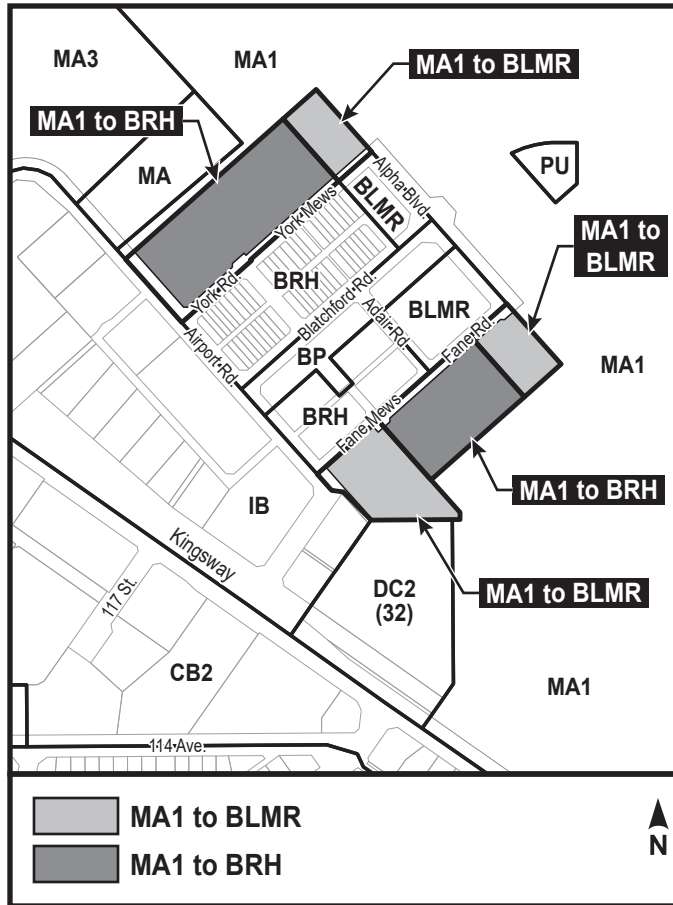 MA3
MA1
MA1 to BLMR
MA1 to BRH
MA
PU
Alpha Blvd.
York Mews
BLMR
MA1 to
BLMR
BRH
York Rd.
Blatchford Rd.
Adair Rd.
BLMR
Fane Rd.
Airport Rd.
BP
MA1
BRH
Fane Mews
MA1 to BRH
IB
Kingsway
DC2
(32)
MA1 to BLMR
117 St.
CB2
MA1
114 Ave.
MA1 to BLMR
MA1 to BRH
N